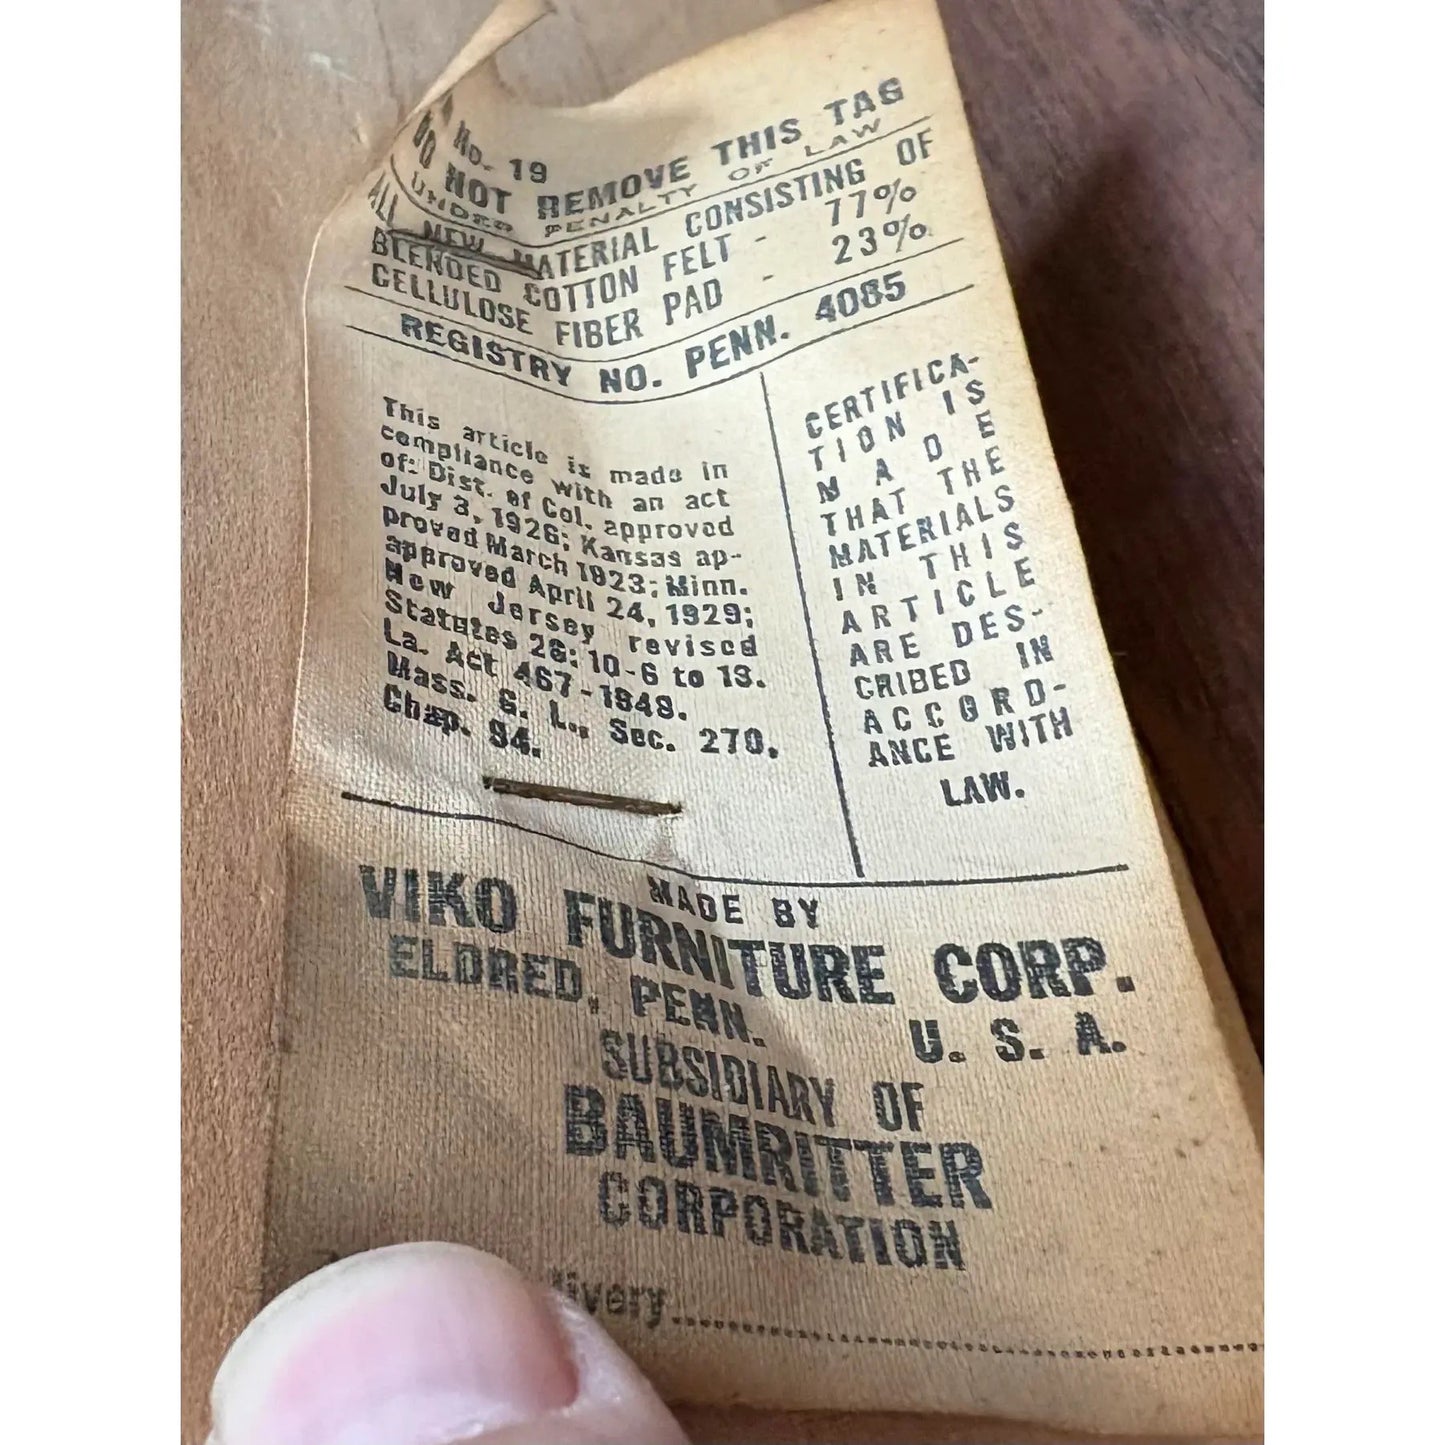 No. 19
DO NOT REMOVE THIS TAG
UNDER PENALTY OF LAW
ALL NEW MATERIAL CONSISTING OF
BLENDED COTTON FELT - 77%
CELLULOSE FIBER PAD - 23%
REGISTRY NO. PENN. 4085
This article is made in
compliance with an act
of: Dist. of Col. approved
July 3, 1926; Kansas ap-
proved March 1923; Minn.
approved April 24, 1929;
New Jersey revised
Statutes 26: 10-6 to 18.
La. Act 467-1948.
Mass. G. L., Sec. 270,
Chap. 94.
CERTIFICA-
TION IS
MADE
THAT THE
MATERIALS
IN THIS
ARTICLE
ARE DES-
CRIBED IN
ACCORD-
ANCE WITH
LAW.
MADE BY
VIKO FURNITURE CORP.
ELDRED, PENN. U. S. A.
SUBSIDIARY OF
BAUMRITTER
CORPORATION